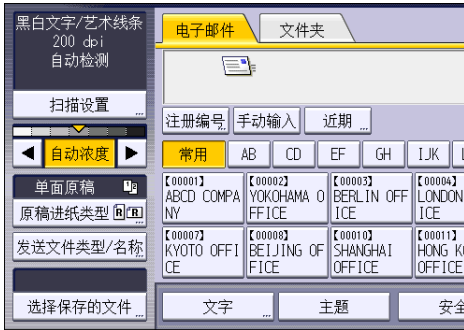 黑白文字/艺术线条
200 dpi
自动检测
扫描设置
自动浓度
单面原稿
原稿进纸类型
发送文件类型/名称
选择保存的文件
电子邮件 文件夹
注册编号 手动输入 近期
常用 AB CD EF GH IJK
【00001】 【00002】 【00003】 【00004】
ABCD COMPA YOKOHAMA O BERLIN OFF LONDON
NY FFICE ICE OFFICE
【00007】 【00008】 【00010】 【00011】
KYOTO OFFI BEIJING OF SHANGHAI HONG K
CE FICE OFFICE OFFICE
文字 主题 安全